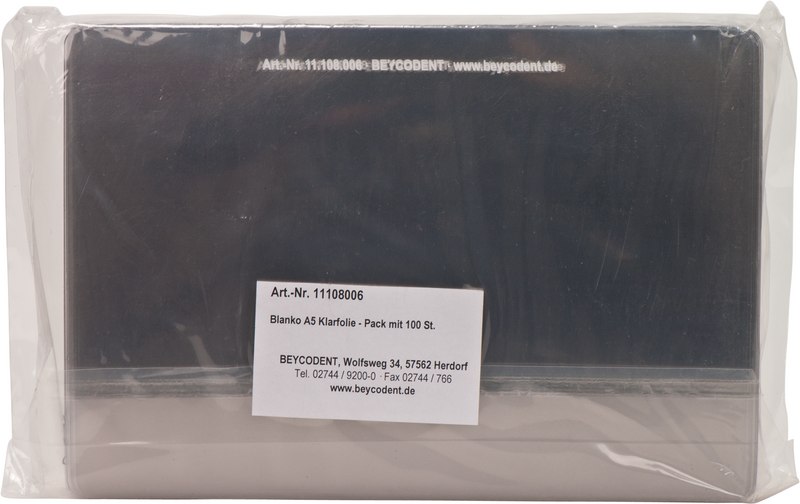 Art.-Nr. 11.108.006 · BEYCODENT · www.beycodent.de
Art.-Nr. 11108006
Blanko A5 Klarfolie - Pack mit 100 St.
BEYCODENT, Wolfsweg 34, 57562 Herdorf
Tel. 02744 / 9200-0 · Fax 02744 / 766
www.beycodent.de